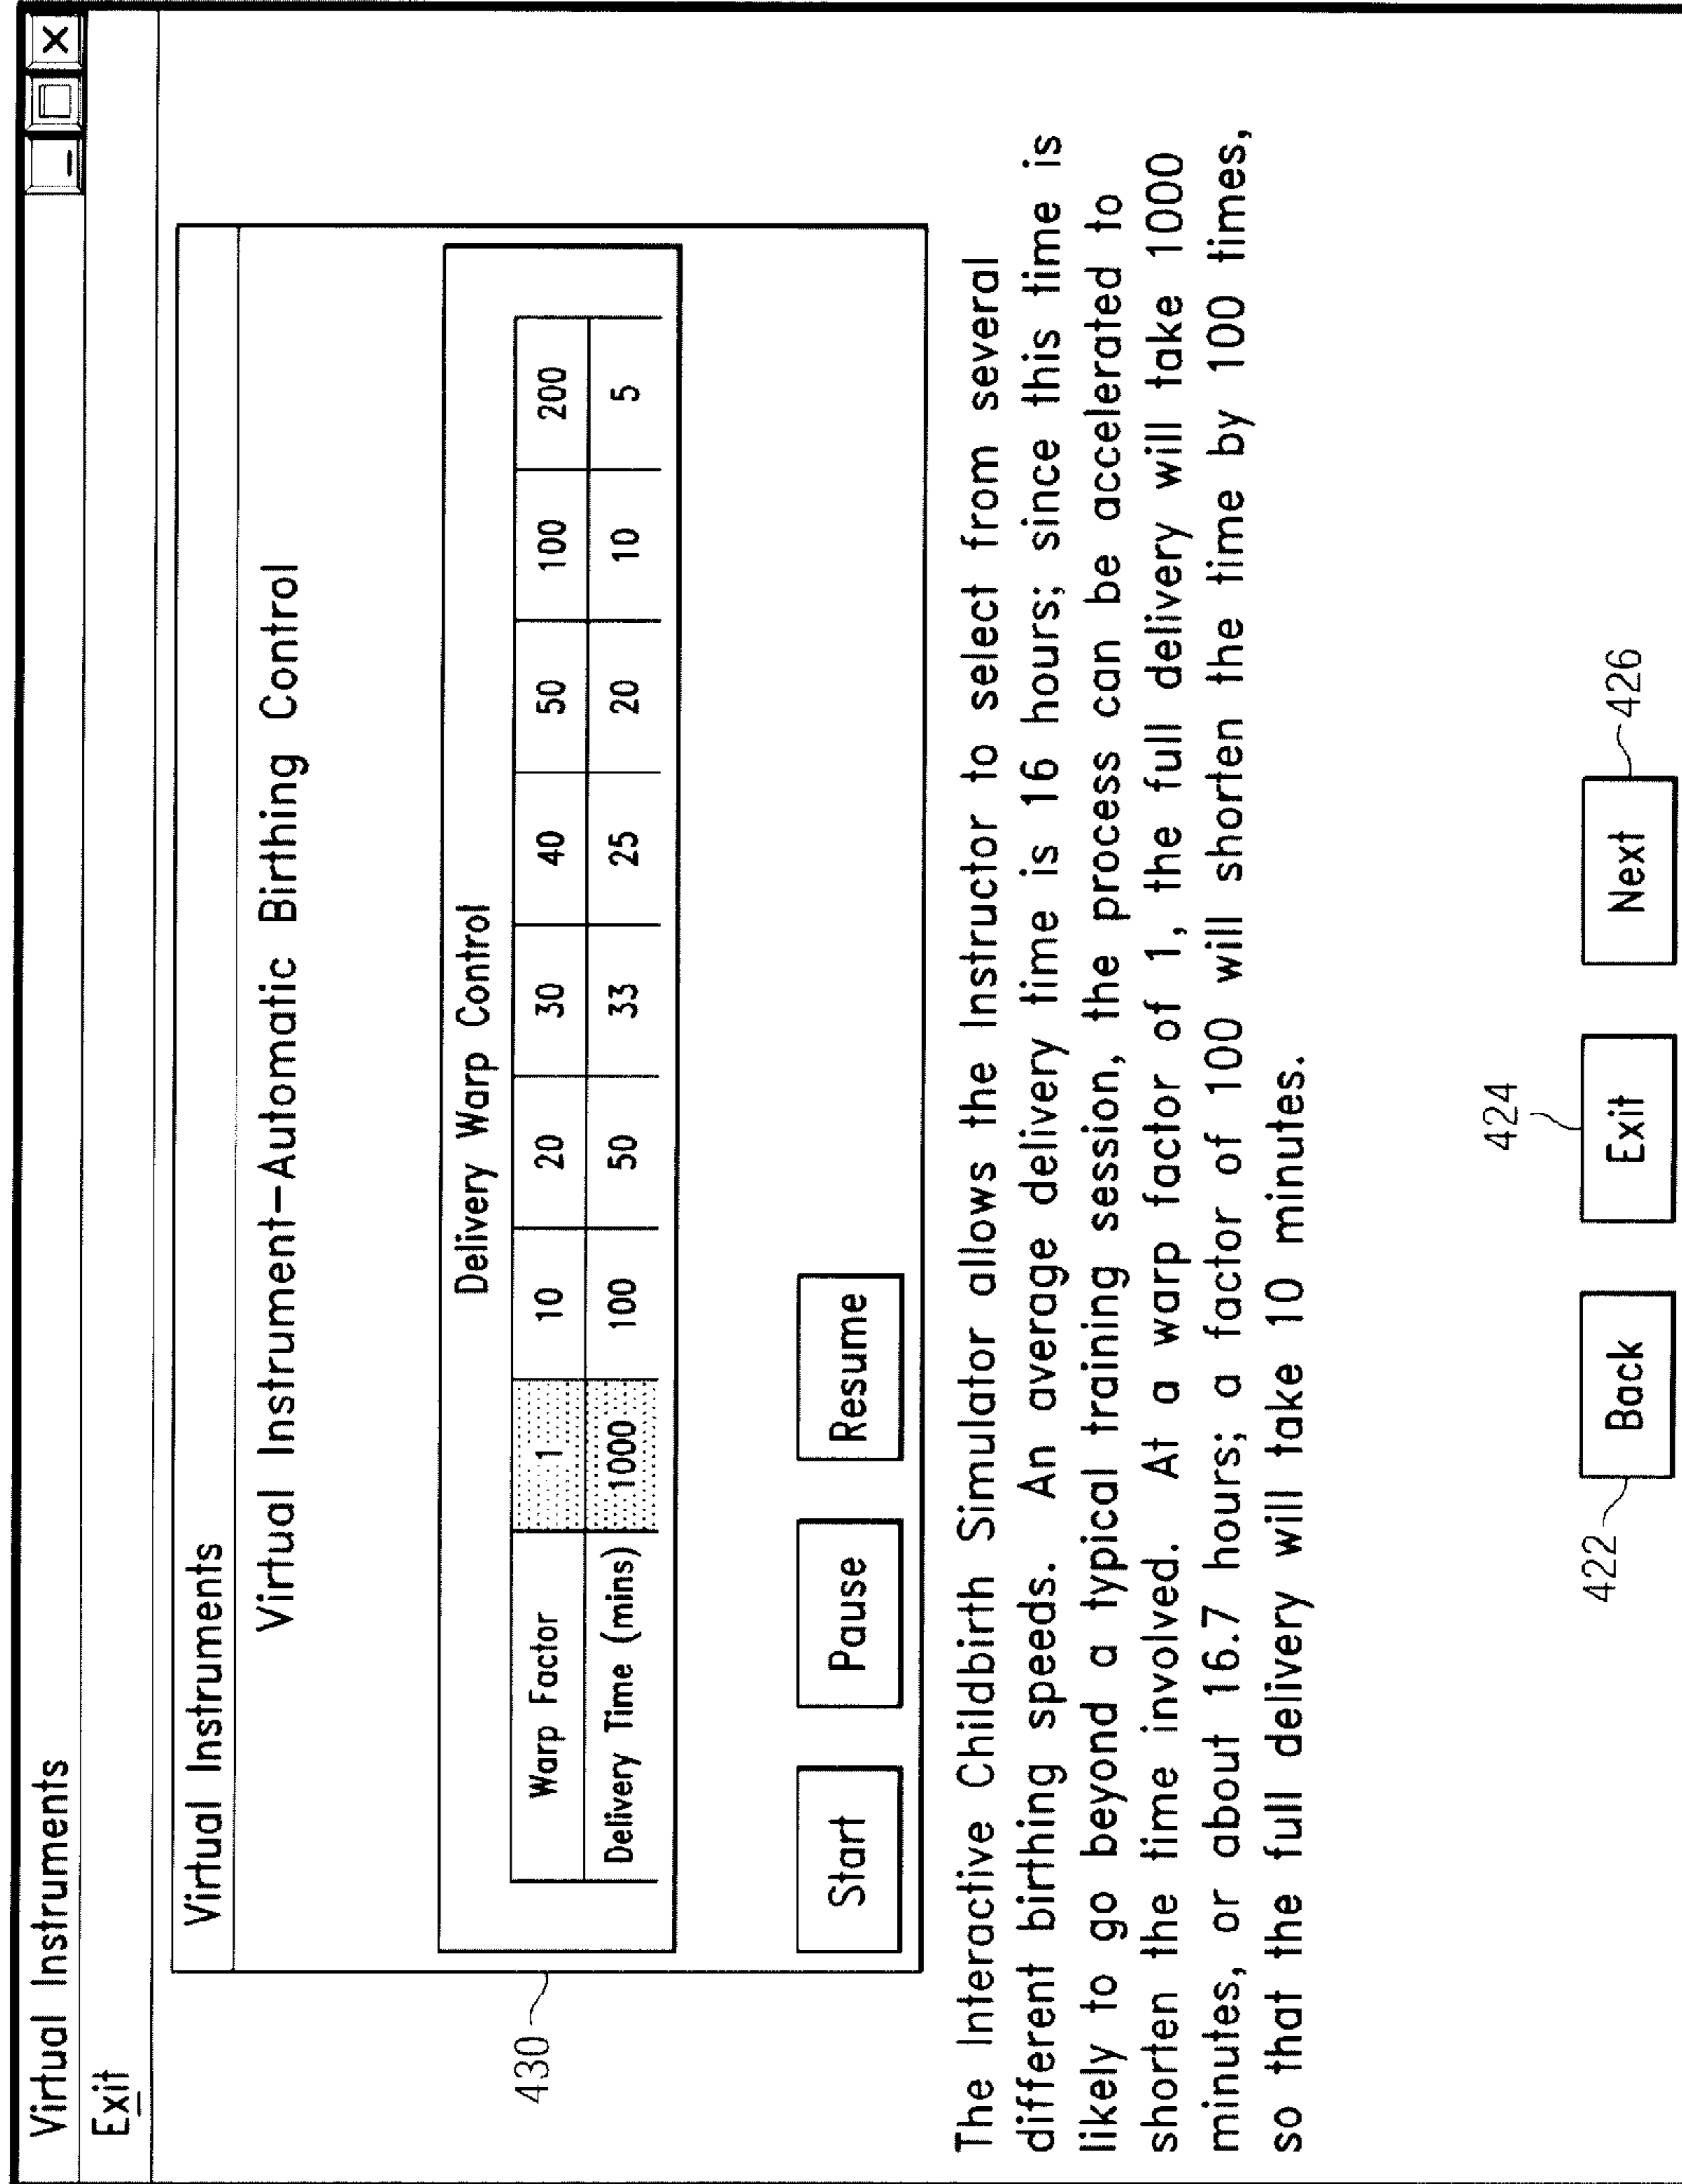 Virtual Instruments
Exit
Virtual Instruments
Virtual Instrument-Automatic Birthing Control
Delivery Warp Control
Warp Factor 1 10 20 30 40 50 100 200
Delivery Time (mins) 1000 100 50 33 25 20 10 5
430
Start Pause Resume
The Interactive Childbirth Simulator allows the Instructor to select from several
different birthing speeds. An average delivery time is 16 hours; since this time is
likely to go beyond a typical training session, the process can be accelerated to
shorten the time involved. At a warp factor of 1, the full delivery will take 1000
minutes, or about 16.7 hours; a factor of 100 will shorten the time by 100 times,
so that the full delivery will take 10 minutes.
424
422 Back Exit Next 426